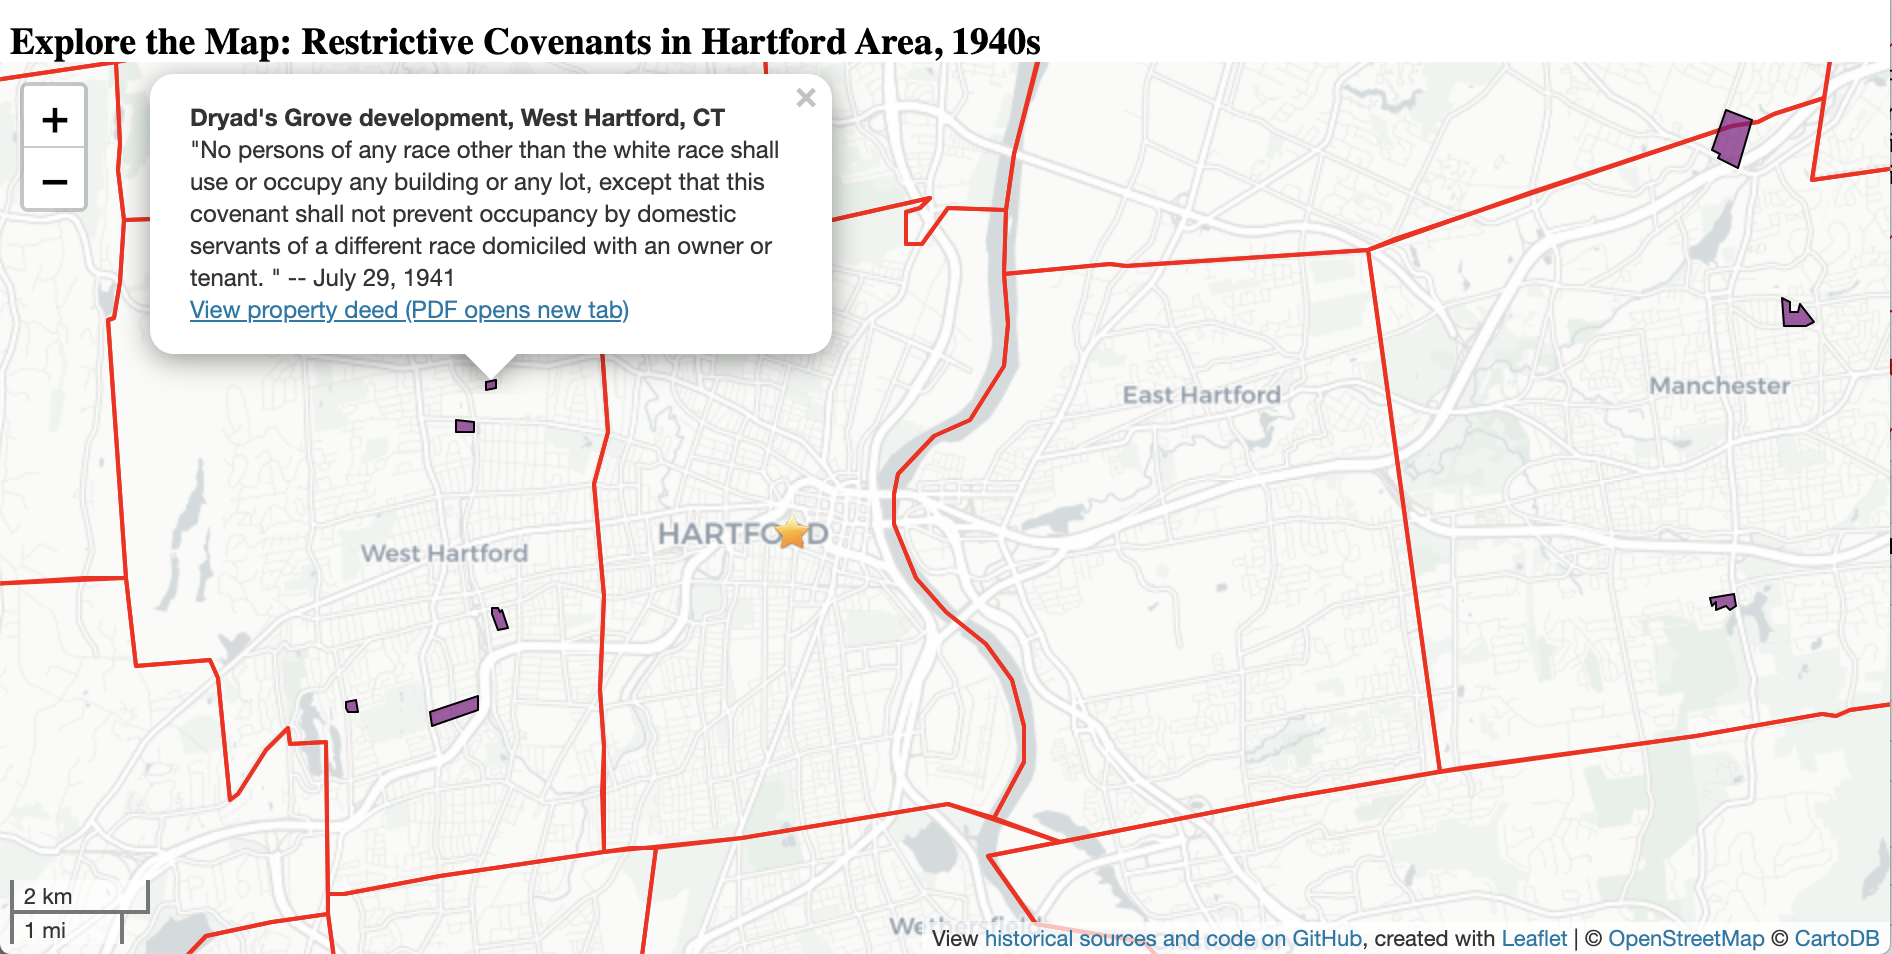 Explore the Map: Restrictive Covenants in Hartford Area, 1940s
+
−
×
Dryad's Grove development, West Hartford, CT
"No persons of any race other than the white race shall
use or occupy any building or any lot, except that this
covenant shall not prevent occupancy by domestic
servants of a different race domiciled with an owner or
tenant. " -- July 29, 1941
View property deed (PDF opens new tab)
East Hartford
Manchester
HARTFORD
West Hartford
2 km
1 mi
Wethersfield
View historical sources and code on GitHub, created with Leaflet | © OpenStreetMap © CartoDB